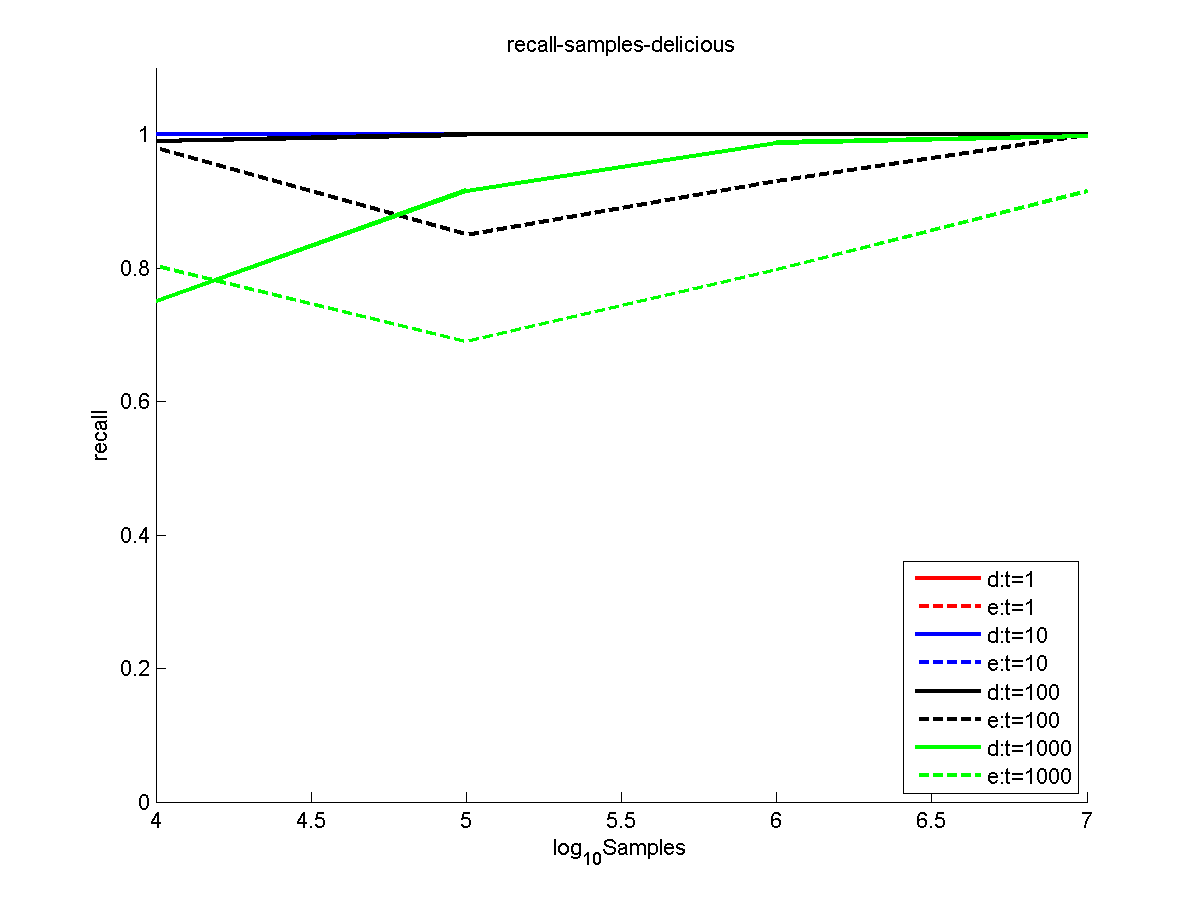 recall-samples-delicious
1
0.8
0.6
0.4
0.2
0
recall
4 4.5 5 5.5 6 6.5 7
log10Samples
d:t=1
e:t=1
d:t=10
e:t=10
d:t=100
e:t=100
d:t=1000
e:t=1000